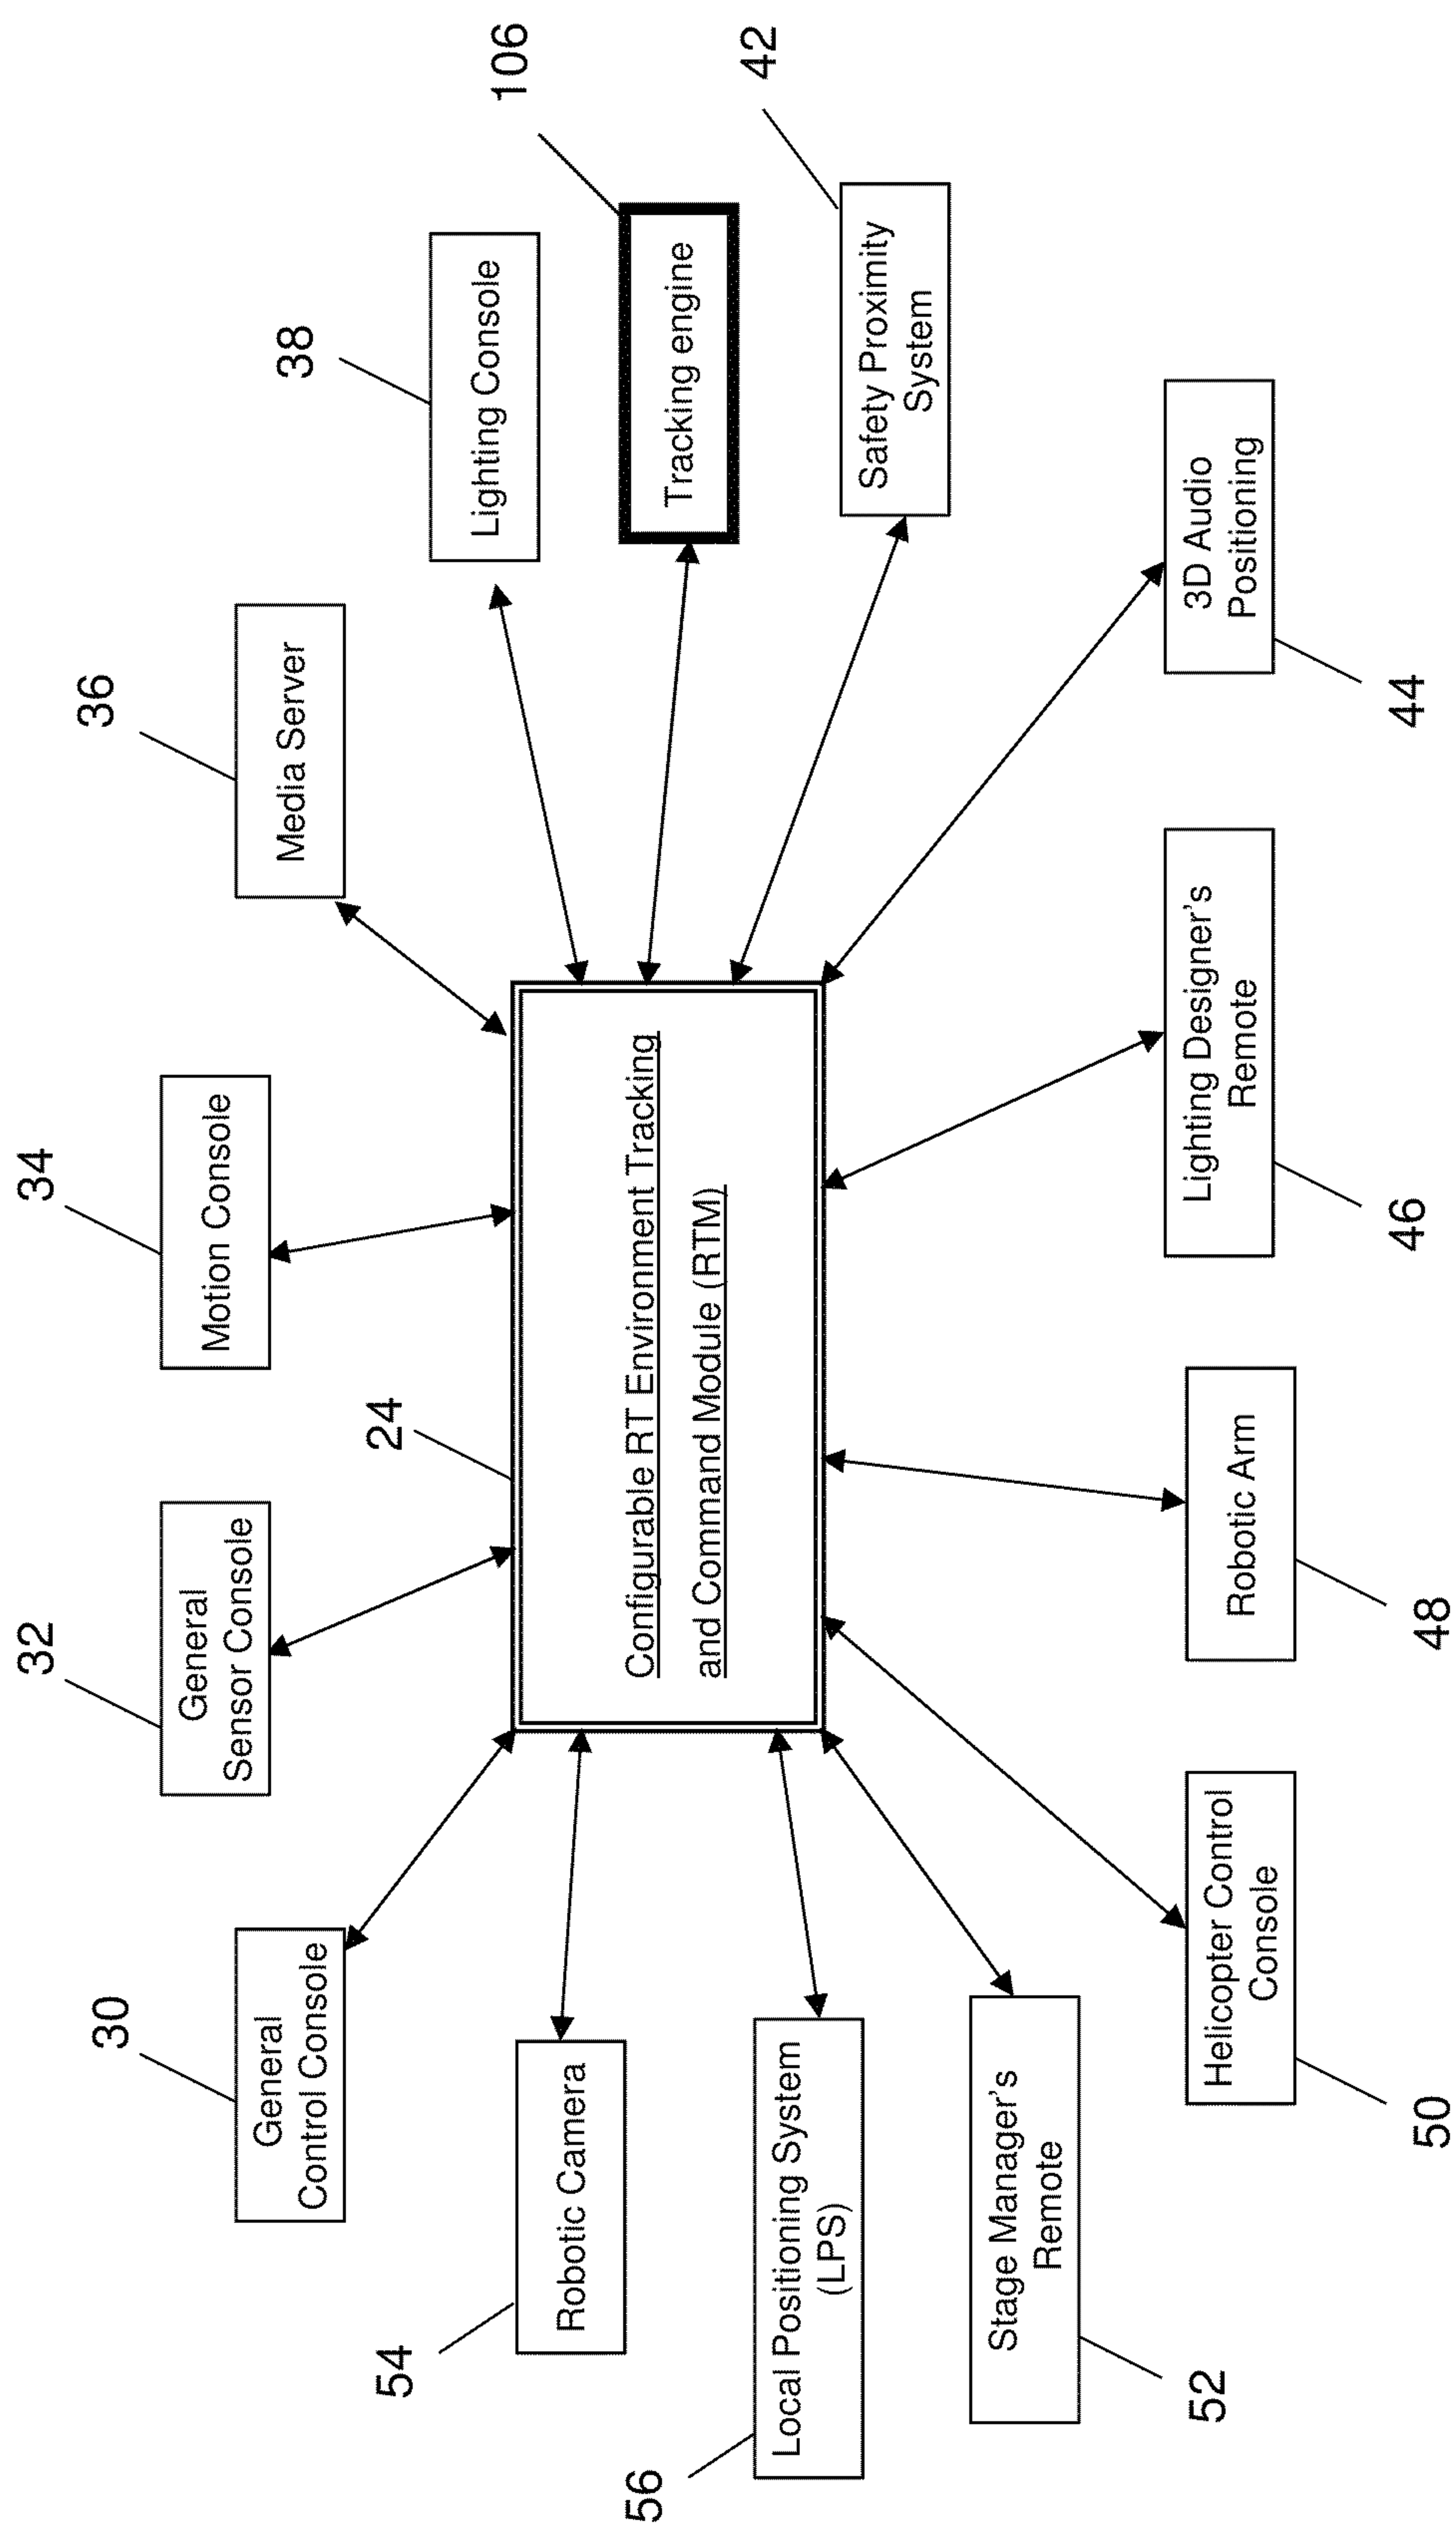 32
General
Sensor Console
34
Motion Console
30
General
Control Console
36
Media Server
24
54
Robotic Camera
38
Lighting Console
Configurable RT Environment Tracking
and Command Module (RTM)
106
Tracking engine
56
Local Positioning System
(LPS)
42
Safety Proximity
System
Stage Manager's
Remote
52
Helicopter Control
Console
50
Robotic Arm
48
Lighting Designer's
Remote
46
3D Audio
Positioning
44